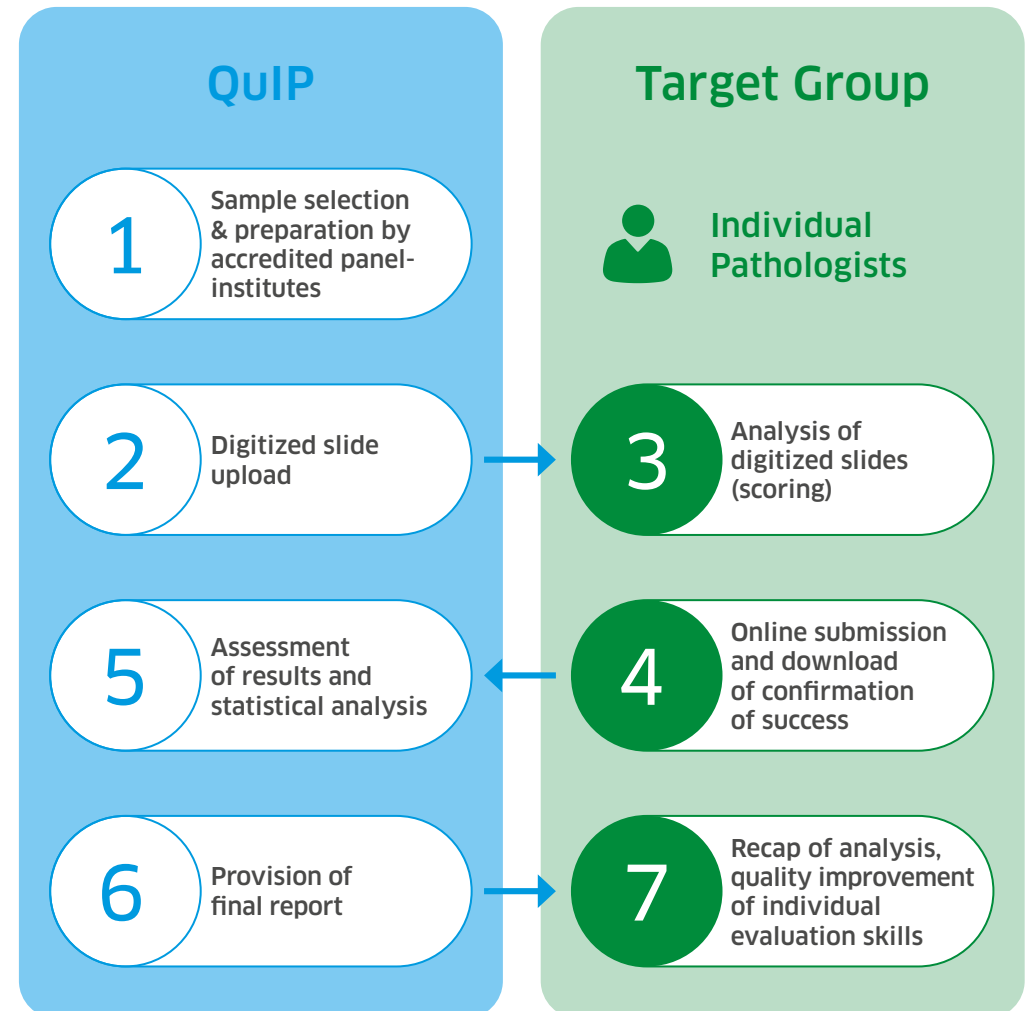 QuIP
1
Sample selection
& preparation by
accredited panel-
institutes
2
Digitized slide
upload
5
Assessment
of results and
statistical analysis
6
Provision of
final report
Target Group
Individual
Pathologists
3
Analysis of
digitized slides
(scoring)
4
Online submission
and download
of confirmation
of success
7
Recap of analysis,
quality improvement
of individual
evaluation skills